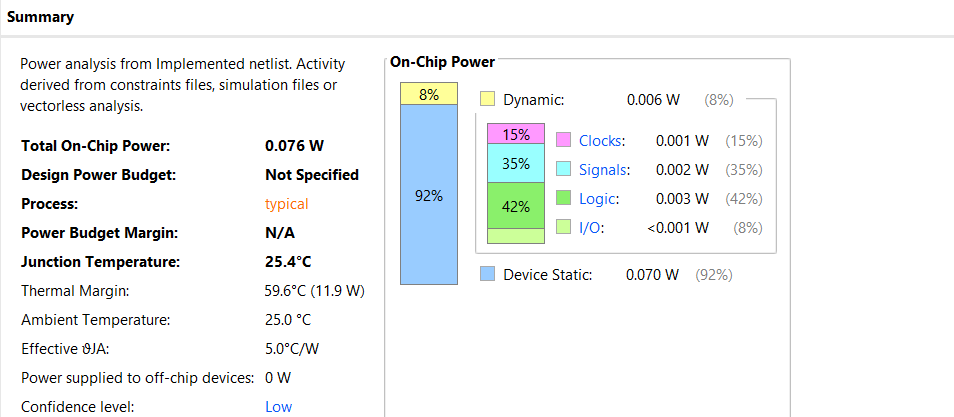 Summary
Power analysis from Implemented netlist. Activity
derived from constraints files, simulation files or
vectorless analysis.
Total On-Chip Power: 0.076 W
Design Power Budget: Not Specified
Process: typical
Power Budget Margin: N/A
Junction Temperature: 25.4°C
Thermal Margin: 59.6°C (11.9 W)
Ambient Temperature: 25.0 °C
Effective ϑJA: 5.0°C/W
Power supplied to off-chip devices: 0 W
Confidence level: Low
On-Chip Power
8%
92%
Dynamic: 0.006 W (8%)
15%
35%
42%
Clocks: 0.001 W (15%)
Signals: 0.002 W (35%)
Logic: 0.003 W (42%)
I/O: <0.001 W (8%)
Device Static: 0.070 W (92%)